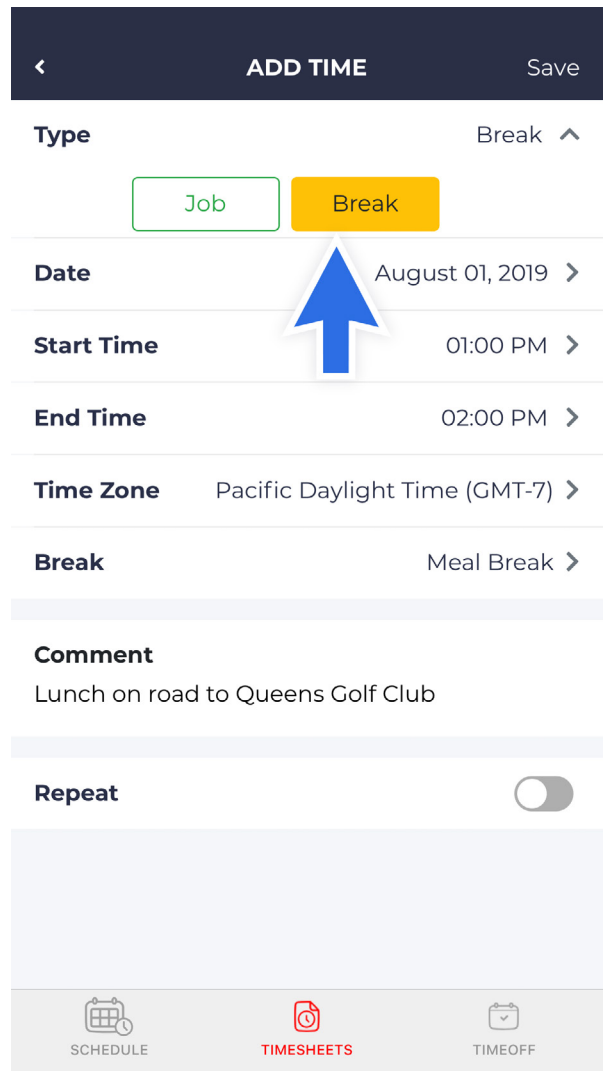 ADD TIME Save
Type Break
Job Break
Date August 01, 2019
Start Time 01:00 PM
End Time 02:00 PM
Time Zone Pacific Daylight Time (GMT-7)
Break Meal Break
Comment
Lunch on road to Queens Golf Club
Repeat
SCHEDULE TIMESHEETS TIMEOFF